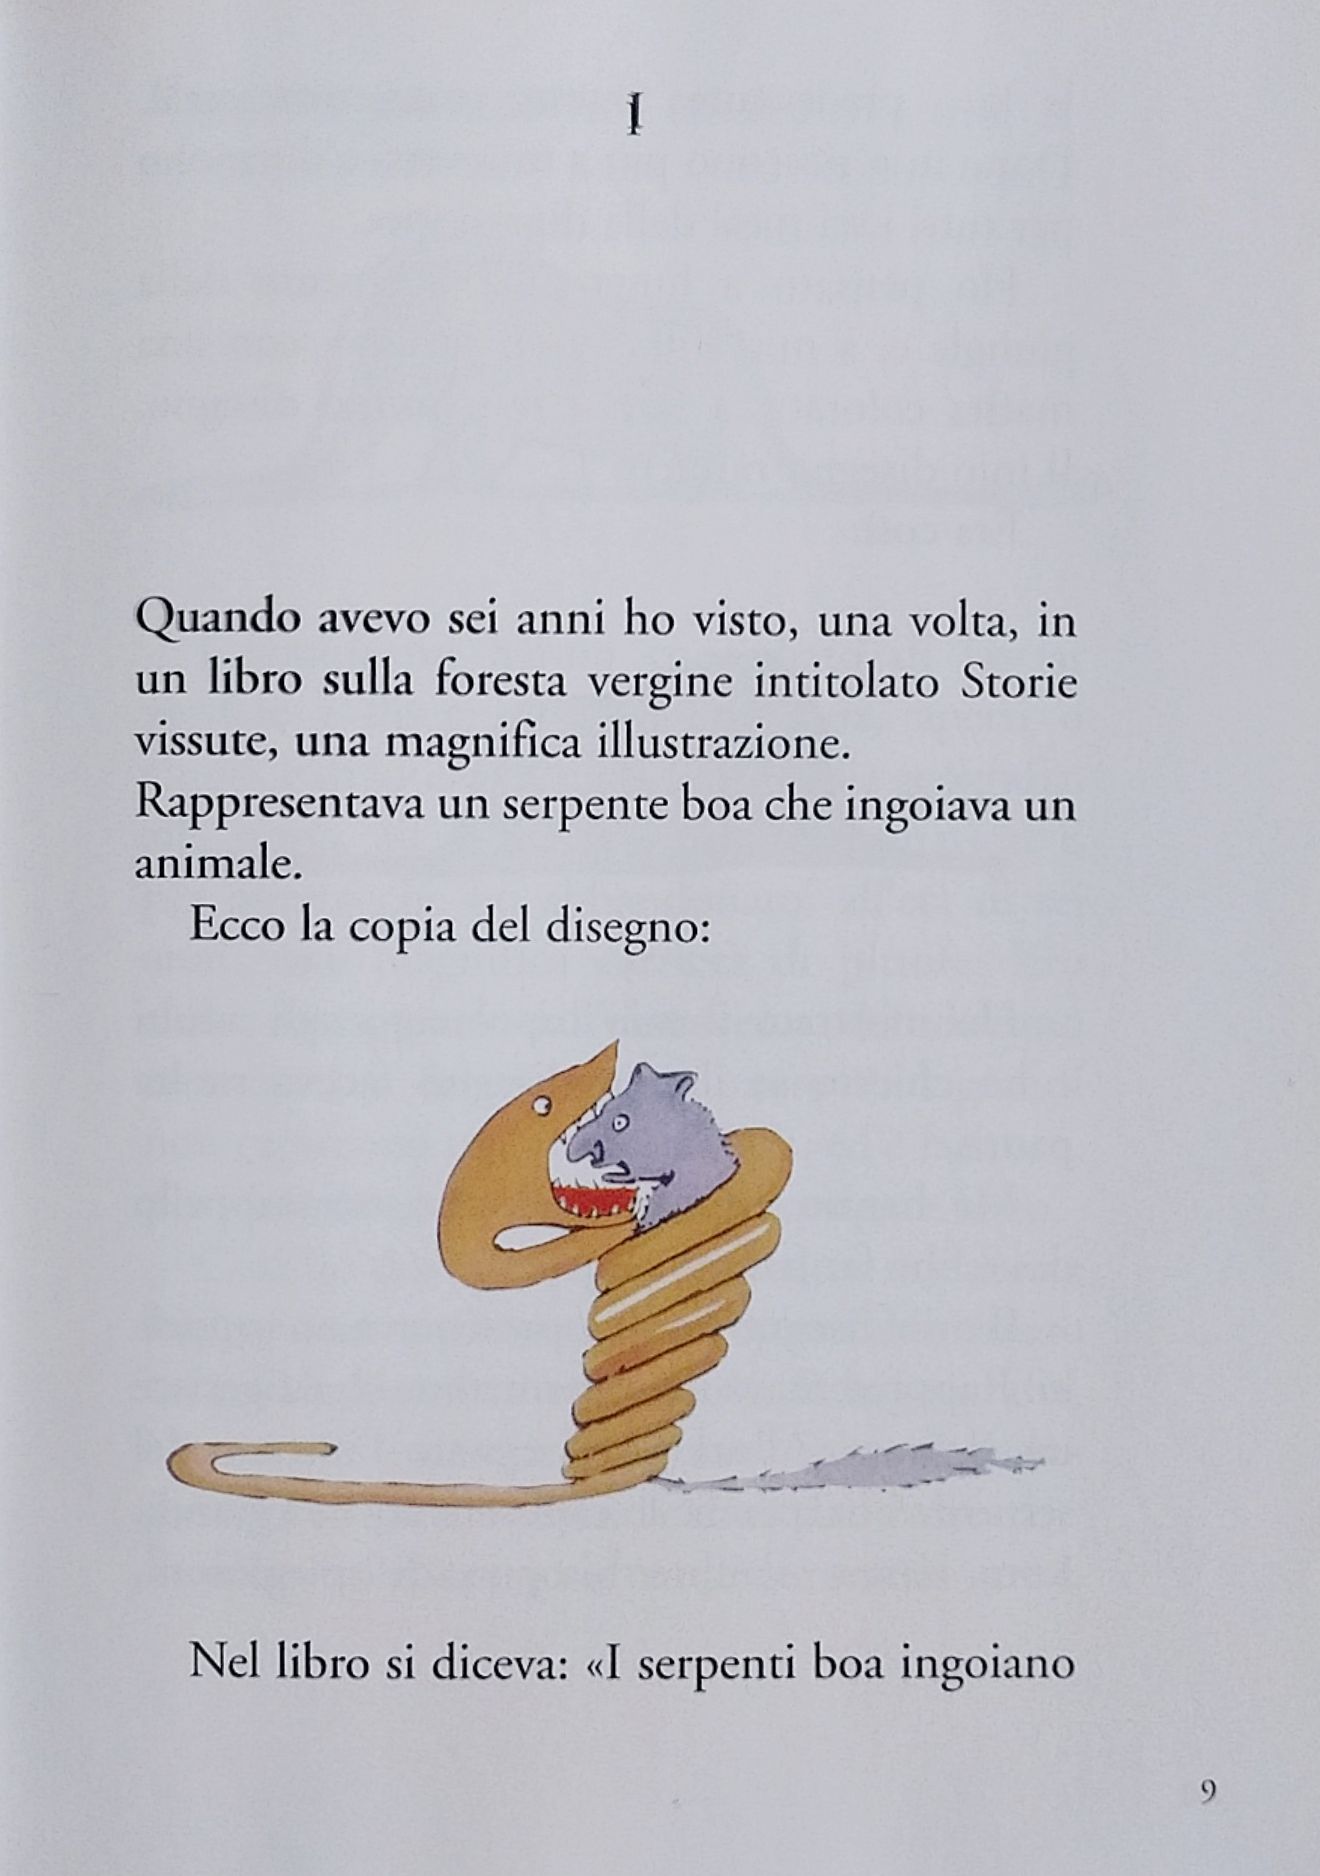 I
Quando avevo sei anni ho visto, una volta, in
un libro sulla foresta vergine intitolato Storie
vissute, una magnifica illustrazione.
Rappresentava un serpente boa che ingoiava un
animale.
Ecco la copia del disegno:
Nel libro si diceva: «I serpenti boa ingoiano
9